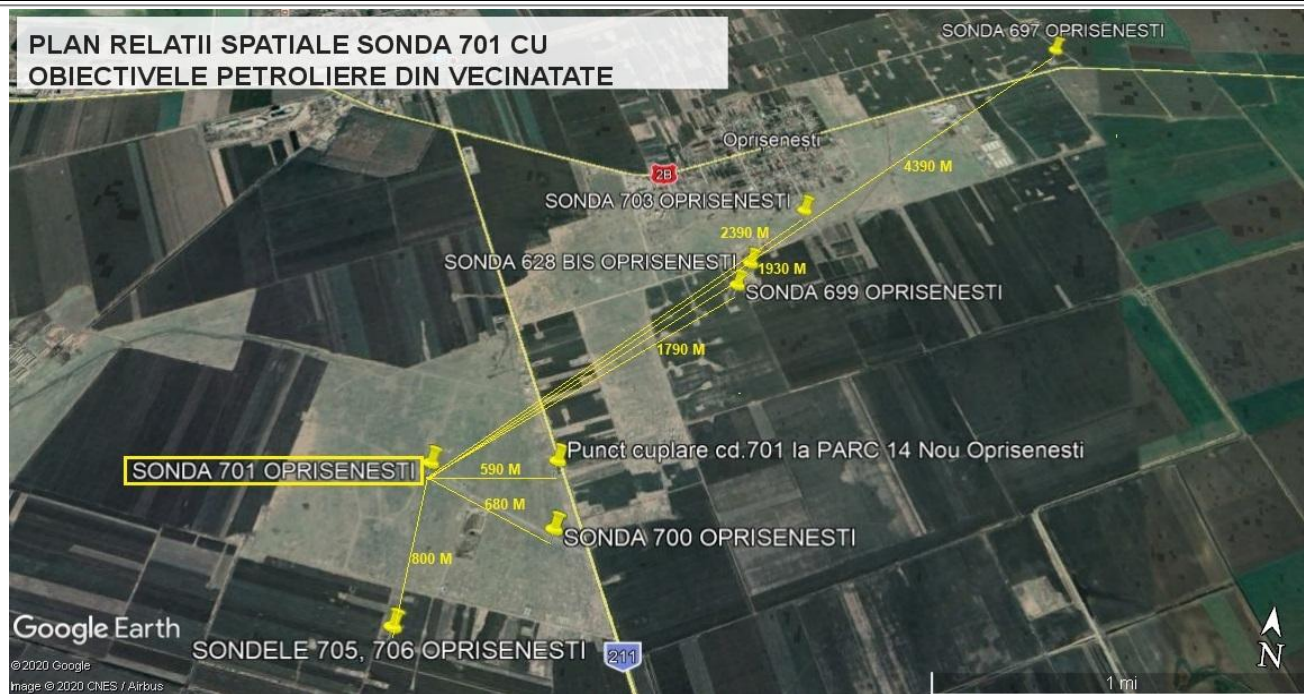 PLAN RELATII SPATIALE SONDA 701 CU
OBIECTIVELE PETROLIERE DIN VECINATATE
SONDA 697 OPRISENESTI
Oprisenesti
2B
4390 M
SONDA 703 OPRISENESTI
2390 M
SONDA 628 BIS OPRISENESTI
1930 M
SONDA 699 OPRISENESTI
1790 M
Punct cuplare cd.701 la PARC 14 Nou Oprisenesti
SONDA 701 OPRISENESTI
590 M
680 M
SONDA 700 OPRISENESTI
800 M
Google Earth
SONDELE 705, 706 OPRISENESTI
211
N
© 2020 Google
Image © 2020 CNES / Airbus
1 mi